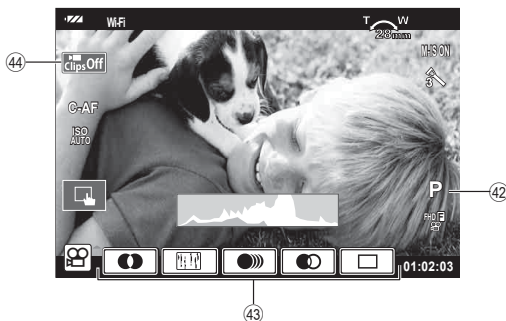 Wi-Fi
T W
28mm
M-IS ON
44
Clips Off
3
C-AF
ISO
AUTO
P
42
FHD F
01:02:03
43